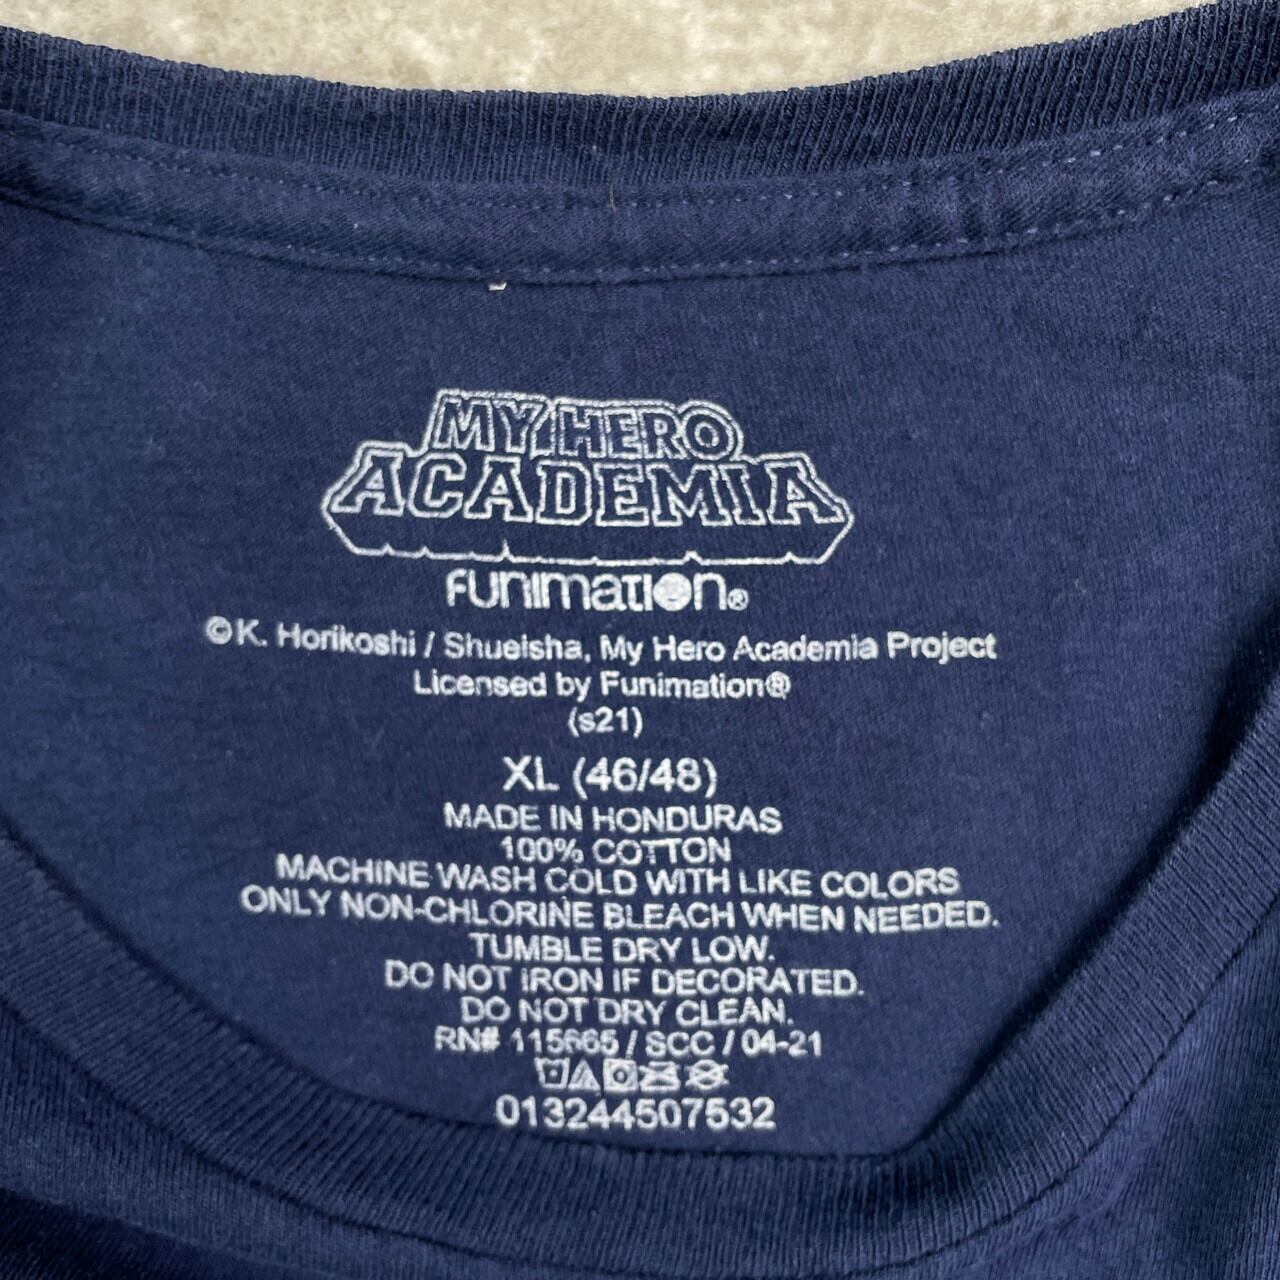 MY HERO
ACADEMIA
FUNIMATION®
©K. Horikoshi / Shueisha, My Hero Academia Project
Licensed by Funimation®
(s21)
XL (46/48)
MADE IN HONDURAS
100% COTTON
MACHINE WASH COLD WITH LIKE COLORS
ONLY NON-CHLORINE BLEACH WHEN NEEDED.
TUMBLE DRY LOW.
DO NOT IRON IF DECORATED.
DO NOT DRY CLEAN.
RN# 115665 / SCC / 04-21
013244507532